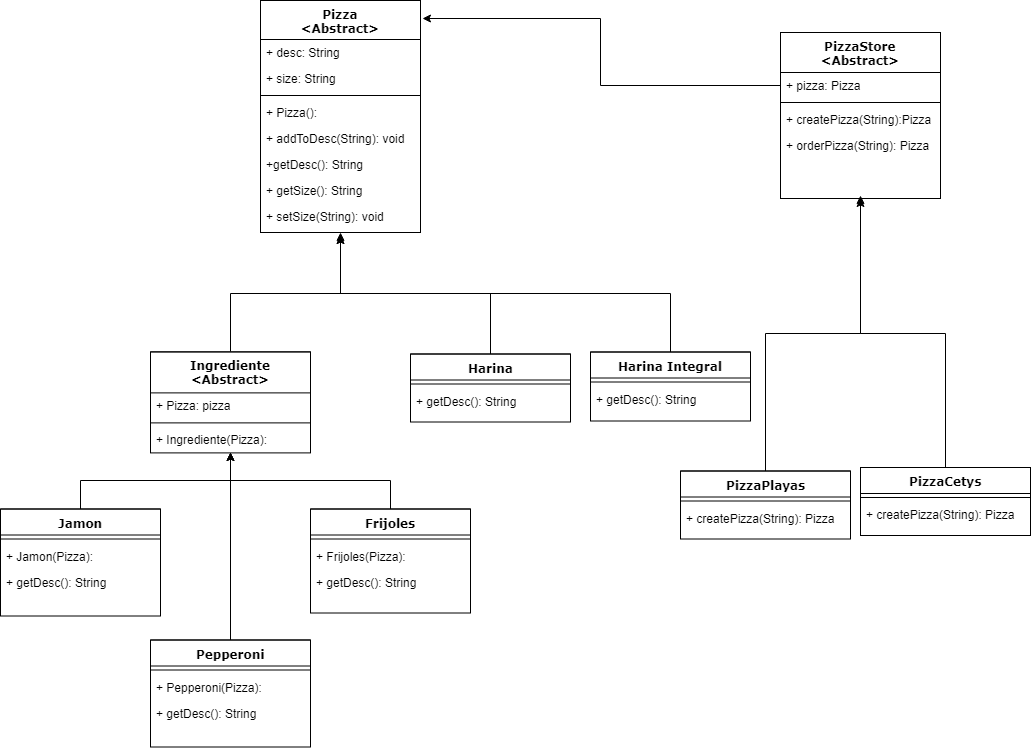 Pizza
<Abstract>
+ desc: String
+ size: String
+ Pizza():
+ addToDesc(String): void
+getDesc(): String
+ getSize(): String
+ setSize(String): void
PizzaStore
<Abstract>
+ pizza: Pizza
+ createPizza(String):Pizza
+ orderPizza(String): Pizza
Ingrediente
<Abstract>
+ Pizza: pizza
+ Ingrediente(Pizza):
Harina
+ getDesc(): String
Harina Integral
+ getDesc(): String
PizzaPlayas
+ createPizza(String): Pizza
PizzaCetys
+ createPizza(String): Pizza
Jamon
+ Jamon(Pizza):
+ getDesc(): String
Frijoles
+ Frijoles(Pizza):
+ getDesc(): String
Pepperoni
+ Pepperoni(Pizza):
+ getDesc(): String